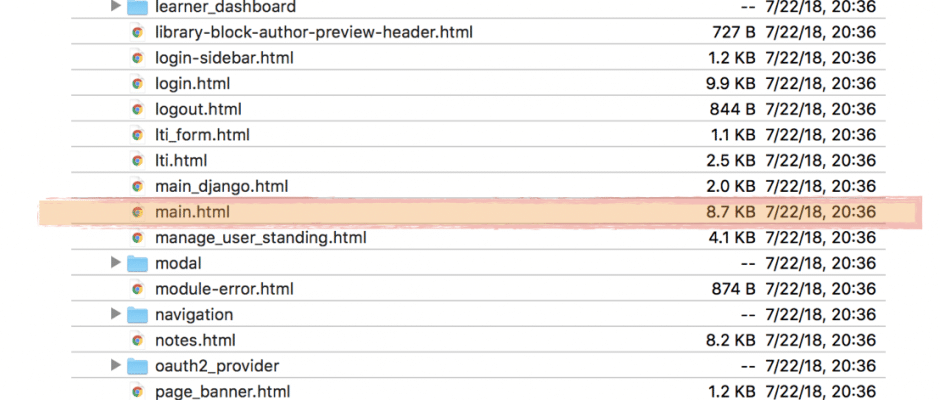 learner_dashboard -- 7/22/18, 20:36
library-block-author-preview-header.html 727 B 7/22/18, 20:36
login-sidebar.html 1.2 KB 7/22/18, 20:36
login.html 9.9 KB 7/22/18, 20:36
logout.html 844 B 7/22/18, 20:36
lti_form.html 1.1 KB 7/22/18, 20:36
lti.html 2.5 KB 7/22/18, 20:36
main_django.html 2.0 KB 7/22/18, 20:36
main.html 8.7 KB 7/22/18, 20:36
manage_user_standing.html 4.1 KB 7/22/18, 20:36
modal -- 7/22/18, 20:36
module-error.html 874 B 7/22/18, 20:36
navigation -- 7/22/18, 20:36
notes.html 8.2 KB 7/22/18, 20:36
oauth2_provider -- 7/22/18, 20:36
page_banner.html 1.2 KB 7/22/18, 20:36